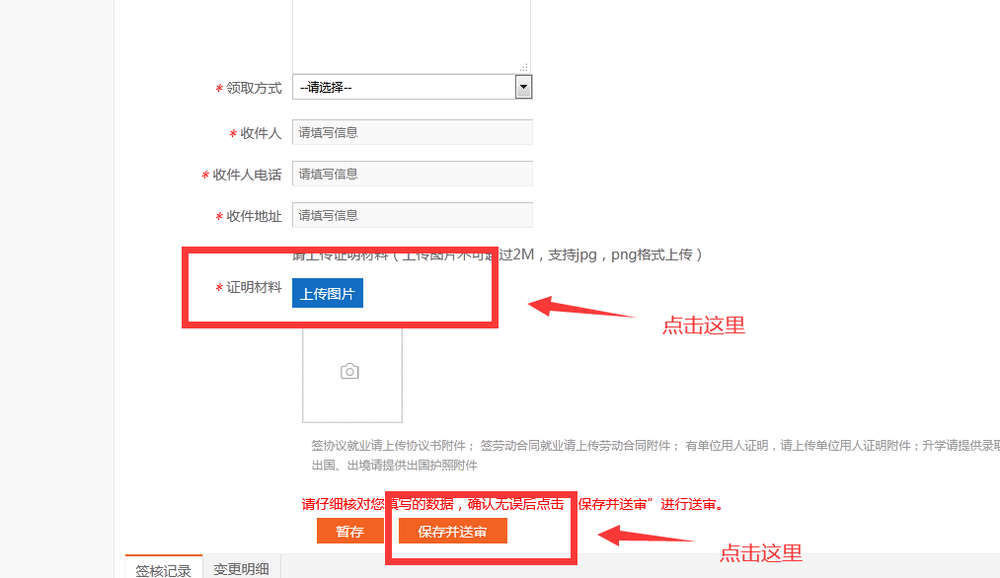 * 领取方式 --请选择--
* 收件人 请填写信息
* 收件人电话 请填写信息
* 收件地址 请填写信息
请上传证明材料（上传图片不可超过2M，支持jpg，png格式上传）
* 证明材料 上传图片
点击这里
签协议就业请上传协议书附件； 签劳动合同就业请上传劳动合同附件； 有单位用人证明，请上传单位用人证明附件；升学请提供录取
出国、出境请提供出国护照附件
请仔细核对您填写的数据，确认无误后点击“保存并送审”进行送审。
暂存 保存并送审
点击这里
签核记录 变更明细